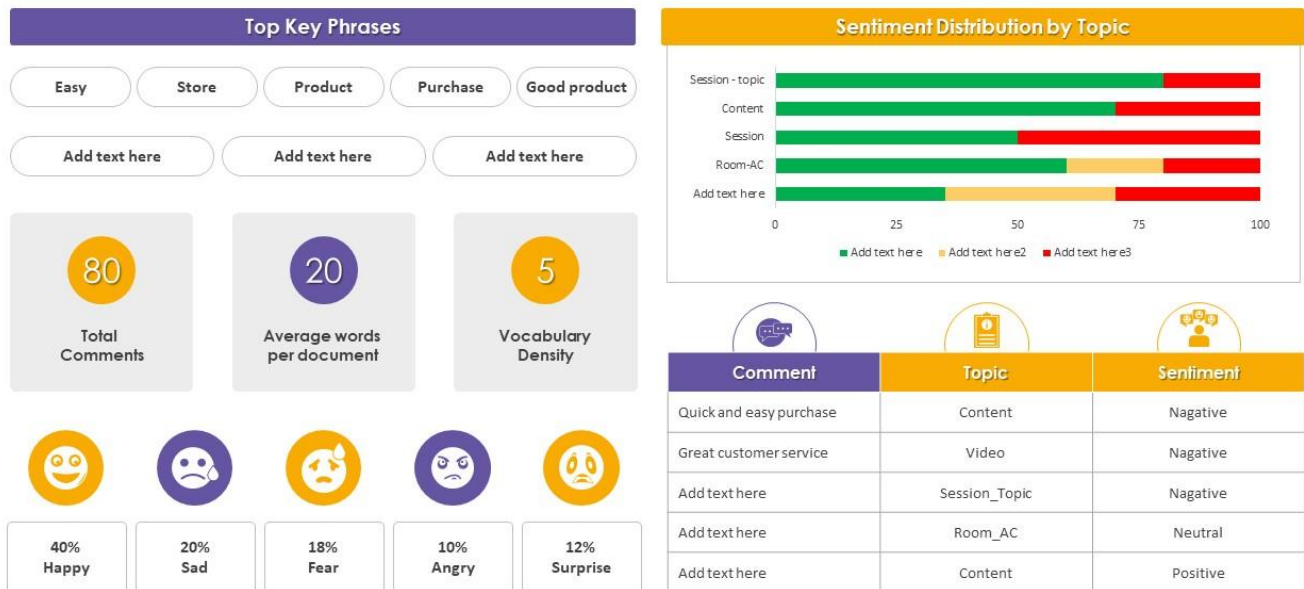 Top Key Phrases
Easy
Store
Product
Purchase
Good product
Add text here
Add text here
Add text here
80
Total
Comments
20
Average words
per document
5
Vocabulary
Density
40%
Happy
20%
Sad
18%
Fear
10%
Angry
12%
Surprise
Sentiment Distribution by Topic
Session - topic
Content
Session
Room-AC
Add text here
0 25 50 75 100
Add text here Add text here2 Add text here3
Comment Topic Sentiment
Quick and easy purchase Content Nagative
Great customer service Video Nagative
Add text here Session_Topic Nagative
Add text here Room_AC Neutral
Add text here Content Positive